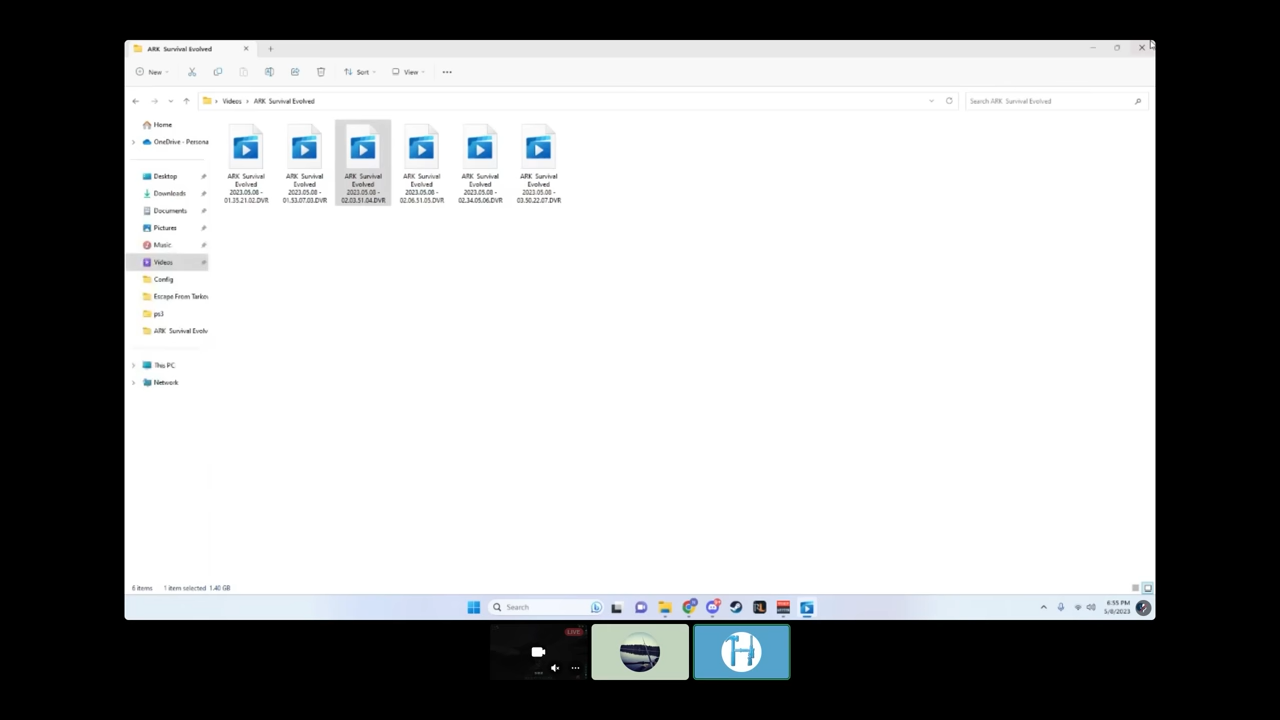 ARK  Survival Evolved
New
Sort
View
Videos
ARK  Survival Evolved
Search ARK  Survival Evolved
Home
OneDrive - Persona
Desktop
Downloads
Documents
Pictures
Music
Videos
Config
Escape From Tarkov
ps3
ARK  Survival Evolv
This PC
Network
ARK  Survival
Evolved
2023.05.08 -
01.35.21.02.DVR
ARK  Survival
Evolved
2023.05.08 -
01.53.07.03.DVR
ARK  Survival
Evolved
2023.05.08 -
02.03.51.04.DVR
ARK  Survival
Evolved
2023.05.08 -
02.06.31.05.DVR
ARK  Survival
Evolved
2023.05.08 -
02.34.05.06.DVR
ARK  Survival
Evolved
2023.05.08 -
03.50.22.07.DVR
6 items
1 item selected  1.40 GB
Search
6:55 PM
5/8/2023
LIVE